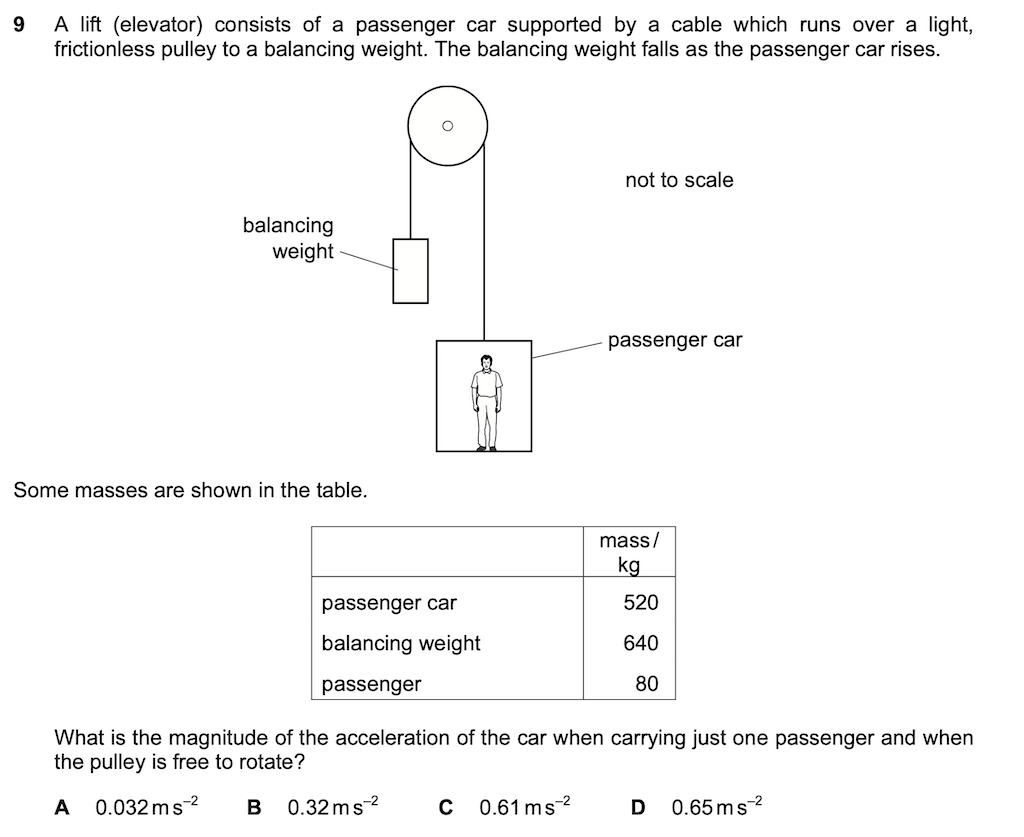 9 A lift (elevator) consists of a passenger car supported by a cable which runs over a light,
frictionless pulley to a balancing weight. The balancing weight falls as the passenger car rises.
not to scale
balancing
weight
passenger car
Some masses are shown in the table.
mass/
kg
passenger car 520
balancing weight 640
passenger 80
What is the magnitude of the acceleration of the car when carrying just one passenger and when
the pulley is free to rotate?
A 0.032 m s⁻² B 0.32 m s⁻² C 0.61 m s⁻² D 0.65 m s⁻²